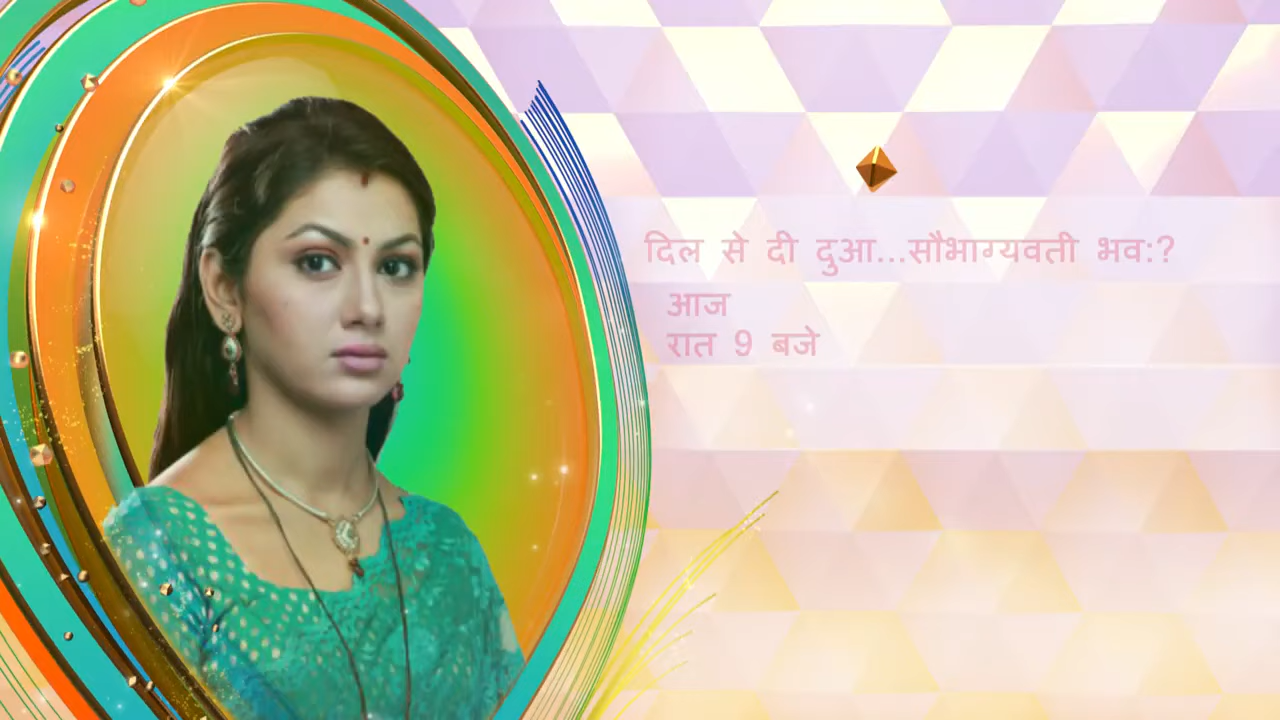 दिल से दी दुआ...सौभाग्यवती भव:?
आज
रात 9 बजे